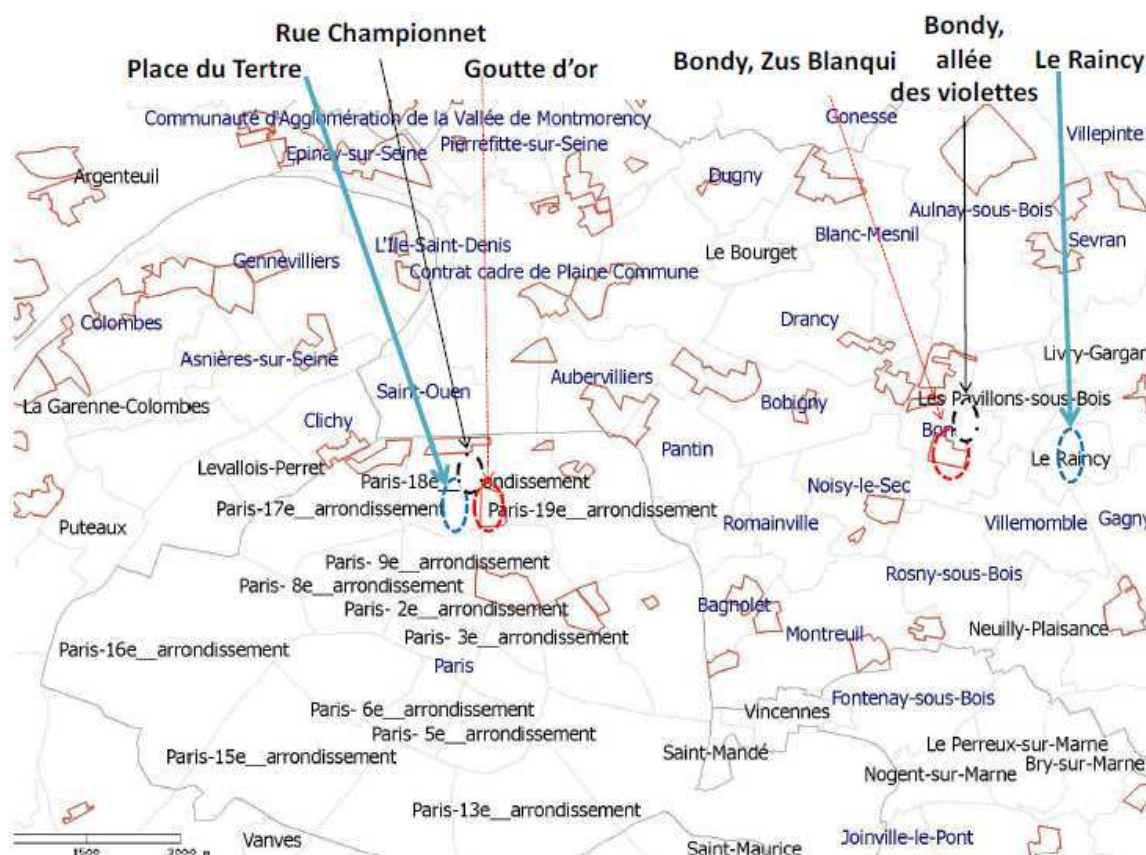 Rue Championnet
Bondy,
allée
des violettes
Place du Tertre
Goutte d'or
Bondy, Zus Blanqui
Le Raincy
Communauté d'Agglomération de la Vallée de Montmorency
Gonesse
Villepinte
Epinay-sur-Seine
Pierrefitte-sur-Seine
Argenteuil
Dugny
Aulnay-sous-Bois
L'Ile-Saint-Denis
Blanc-Mesnil
Sevran
Gennevilliers
Contrat cadre de Plaine Commune
Le Bourget
Colombes
Drancy
Asnières-sur-Seine
Livry-Gargan
Aubervilliers
Saint-Ouen
La Garenne-Colombes
Bobigny
Les Pavillons-sous-Bois
Clichy
Bon
Pantin
Levallois-Perret
Le Raincy
Paris-18e ondissement
Noisy-le-Sec
Paris-17e__arrondissement
Paris-19e__arrondissement
Puteaux
Romainville
Villemomble
Gagny
Paris- 9e__arrondissement
Paris- 8e__arrondissement
Rosny-sous-Bois
Paris- 2e__arrondissement
Bagnolet
Paris- 3e__arrondissement
Montreuil
Neuilly-Plaisance
Paris-16e__arrondissement
Paris
Fontenay-sous-Bois
Paris- 6e__arrondissement
Vincennes
Paris- 5e__arrondissement
Saint-Mandé
Le Perreux-sur-Marne
Paris-15e__arrondissement
Bry-sur-Marne
Nogent-sur-Marne
Paris-13e__arrondissement
Vanves
Joinville-le-Pont
Saint-Maurice
1500